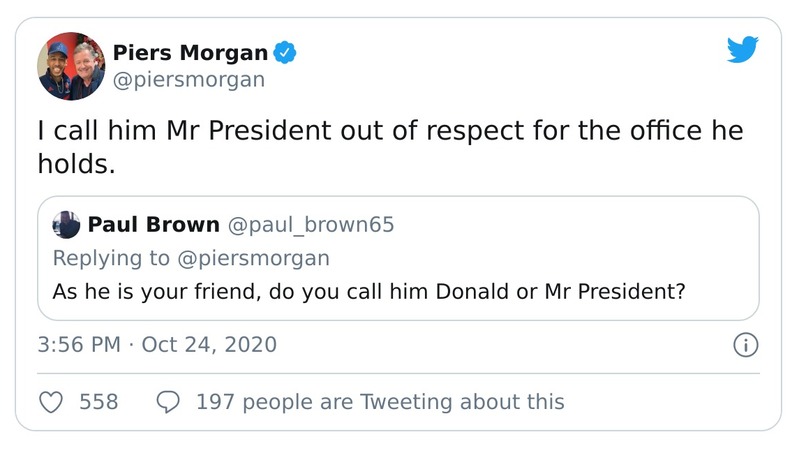 Piers Morgan
@piersmorgan
I call him Mr President out of respect for the office he
holds.
Paul Brown @paul_brown65
Replying to @piersmorgan
As he is your friend, do you call him Donald or Mr President?
3:56 PM · Oct 24, 2020
558 197 people are Tweeting about this